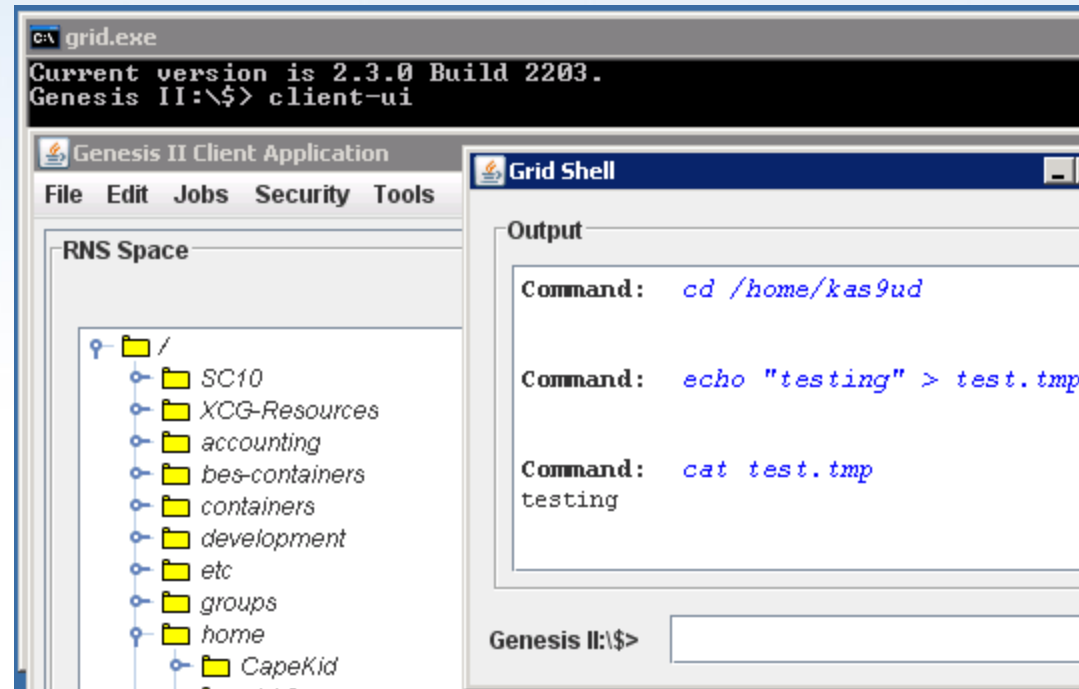 grid.exe
Current version is 2.3.0 Build 2203.
Genesis II:\$> client-ui
Genesis II Client Application
File Edit Jobs Security Tools
RNS Space
/
SC10
XCG-Resources
accounting
bes-containers
containers
development
etc
groups
home
CapeKid
Grid Shell
Output
Command: cd /home/kas9ud
Command: echo "testing" > test.tmp
Command: cat test.tmp
testing
Genesis II:\$>